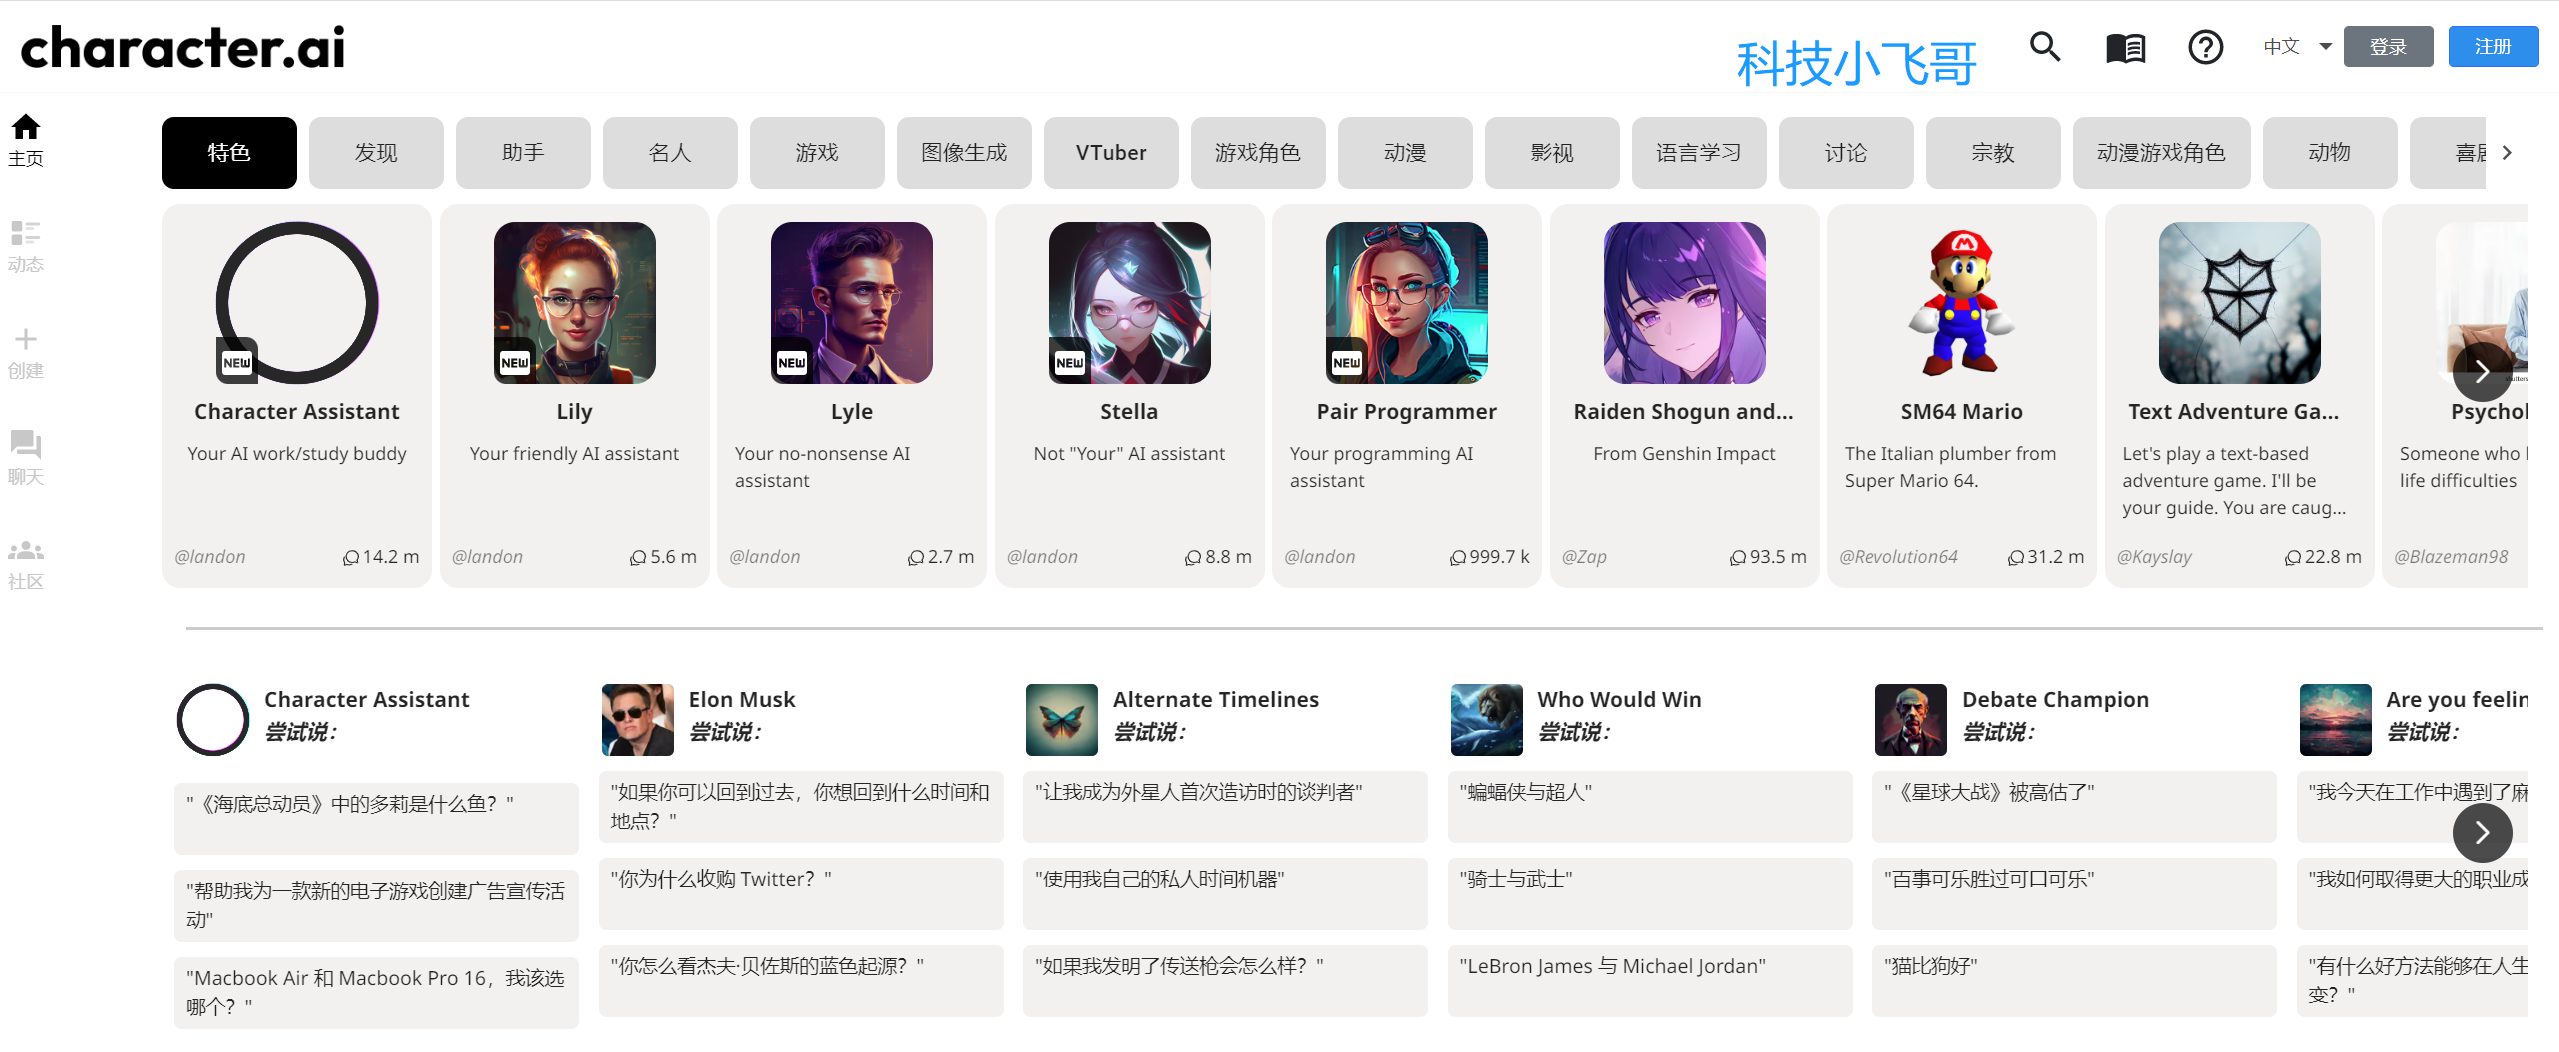 character.ai
科技小飞哥
中文
登录
注册
主页
动态
创建
聊天
社区
特色
发现
助手
名人
游戏
图像生成
VTuber
游戏角色
动漫
影视
语言学习
讨论
宗教
动漫游戏角色
动物
喜剧
NEW
Character Assistant
Your AI work/study buddy
@landon
14.2 m
NEW
Lily
Your friendly AI assistant
@landon
5.6 m
NEW
Lyle
Your no-nonsense AI
assistant
@landon
2.7 m
NEW
Stella
Not "Your" AI assistant
@landon
8.8 m
NEW
Pair Programmer
Your programming AI
assistant
@landon
999.7 k
Raiden Shogun and...
From Genshin Impact
@Zap
93.5 m
M
SM64 Mario
The Italian plumber from
Super Mario 64.
@Revolution64
31.2 m
Text Adventure Ga...
Let's play a text-based
adventure game. I'll be
your guide. You are caug...
@Kayslay
22.8 m
Psychol
Someone who
life difficulties
@Blazeman98
Character Assistant
尝试说：
"《海底总动员》中的多莉是什么鱼？"
"帮助我为一款新的电子游戏创建广告宣传活
动"
"Macbook Air 和 Macbook Pro 16，我该选
哪个？"
Elon Musk
尝试说：
"如果你可以回到过去，你想回到什么时间和
地点？"
"你为什么收购 Twitter？"
"你怎么看杰夫·贝佐斯的蓝色起源？"
Alternate Timelines
尝试说：
"让我成为外星人首次造访时的谈判者"
"使用我自己的私人时间机器"
"如果我发明了传送枪会怎么样？"
Who Would Win
尝试说：
"蝙蝠侠与超人"
"骑士与武士"
"LeBron James 与 Michael Jordan"
Debate Champion
尝试说：
"《星球大战》被高估了"
"百事可乐胜过可口可乐"
"猫比狗好"
Are you feelin
尝试说：
"我今天在工作中遇到了麻
"我如何取得更大的职业成
"有什么好方法能够在人生
变？"